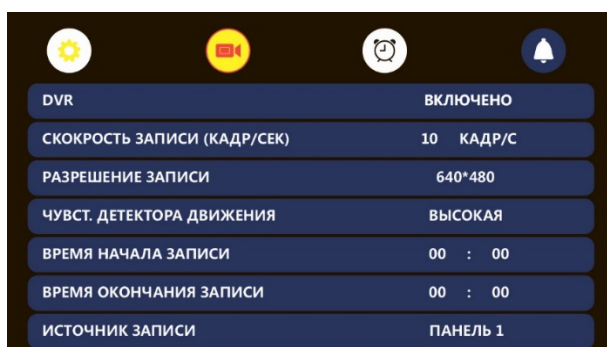 DVR ВКЛЮЧЕНО
СКОКРОСТЬ ЗАПИСИ (КАДР/СЕК) 10 КАДР/С
РАЗРЕШЕНИЕ ЗАПИСИ 640*480
ЧУВСТ. ДЕТЕКТОРА ДВИЖЕНИЯ ВЫСОКАЯ
ВРЕМЯ НАЧАЛА ЗАПИСИ 00 : 00
ВРЕМЯ ОКОНЧАНИЯ ЗАПИСИ 00 : 00
ИСТОЧНИК ЗАПИСИ ПАНЕЛЬ 1